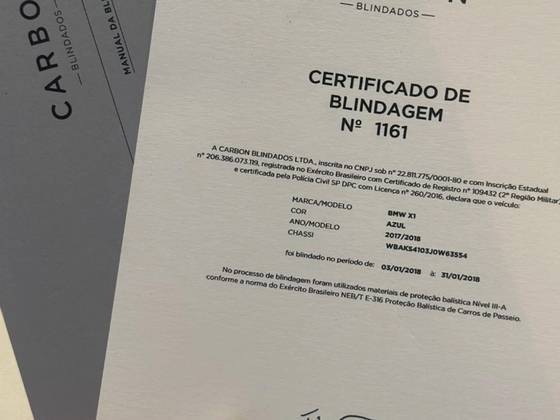 CARBON
BLINDADOS
MANUAL DA
BLINDADOS
CERTIFICADO DE
BLINDAGEM
Nº 1161
A CARBON BLINDADOS LTDA., inscrita no CNPJ sob nº 22.811.775/0001-80 e com Inscrição Estadual
nº 206.386.073.119, registrada no Exército Brasileiro com Certificado de Registro nº 109432 (2ª Região Militar)
e certificada pela Polícia Civil SP DPC com Licença nº 260/2016, declara que o veículo:
MARCA/MODELO BMW X1
COR AZUL
ANO/MODELO 2017/2018
CHASSI WBAKS4103J0W63554
foi blindado no período de: 03/01/2018 à: 31/01/2018
No processo de blindagem foram utilizados materiais de proteção balística Nível III-A
conforme a norma do Exército Brasileiro NEB/T E-316 Proteção Balística de Carros de Passeio.